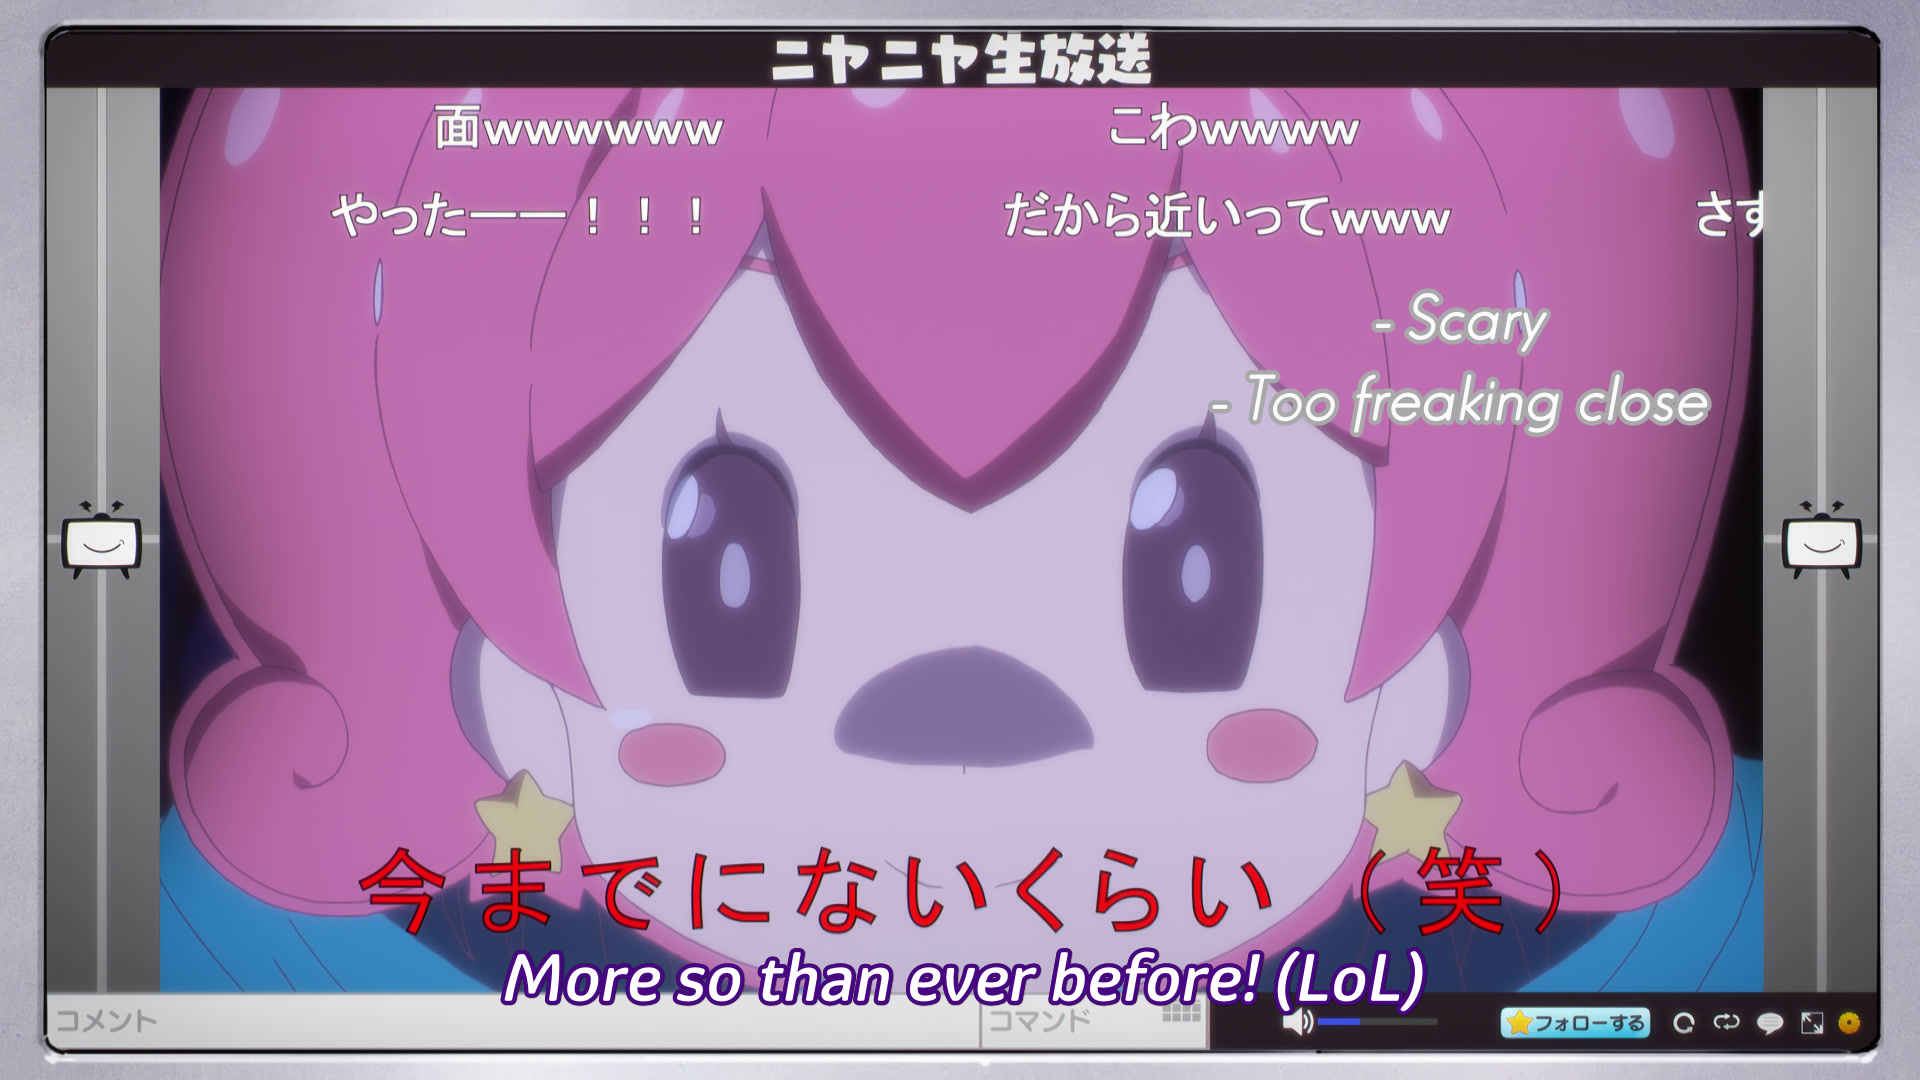 ニヤニヤ生放送
面wwwwwww
こわwwww
やったーー！！！
だから近いってwww
さす
- Scary
- Too freaking close
今までにないくらい（笑）
More so than ever before! (LoL)
コメント
コマンド
フォローする